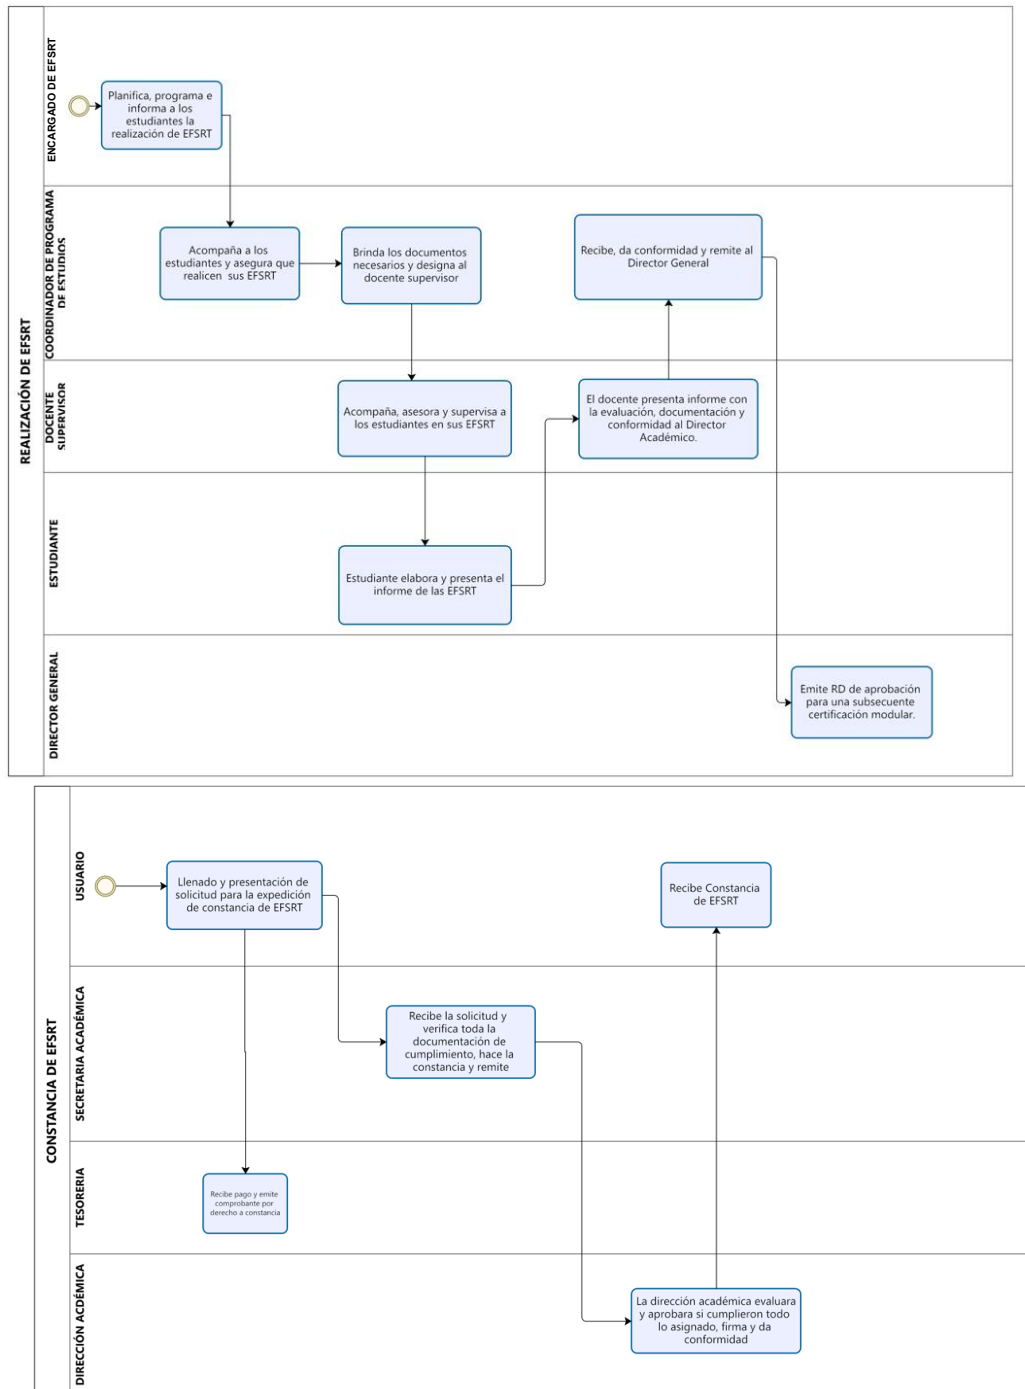 REALIZACIÓN DE EFSRT
ENCARGADO DE EFSRT
Planifica, programa e
informa a los
estudiantes la
realización de EFSRT
COORDINADOR DE PROGRAMA
DE ESTUDIOS
Acompaña a los
estudiantes y asegura que
realicen sus EFSRT
Brinda los documentos
necesarios y designa al
docente supervisor
Recibe, da conformidad y remite al
Director General
DOCENTE
SUPERVISOR
Acompaña, asesora y supervisa a
los estudiantes en sus EFSRT
El docente presenta informe con
la evaluación, documentación y
conformidad al Director
Académico.
ESTUDIANTE
Estudiante elabora y presenta el
informe de las EFSRT
DIRECTOR GENERAL
Emite RD de aprobación
para una subsecuente
certificación modular.
CONSTANCIA DE EFSRT
USUARIO
Llenado y presentación de
solicitud para la expedición
de constancia de EFSRT
Recibe Constancia
de EFSRT
SECRETARIA ACADÉMICA
Recibe la solicitud y
verifica toda la
documentación de
cumplimiento, hace la
constancia y remite
TESORERIA
Recibe pago y emite
comprobante por
derecho a constancia
DIRECCIÓN ACDÉMICA
La dirección académica evaluara
y aprobara si cumplieron todo
lo asignado, firma y da
conformidad